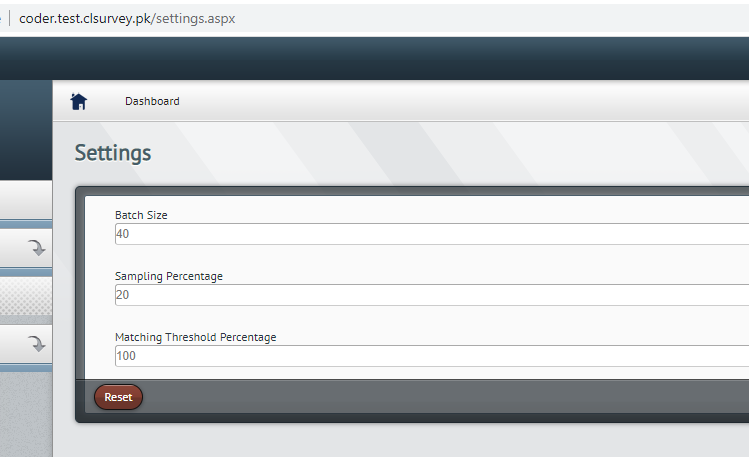 coder.test.clsurvey.pk/settings.aspx
Dashboard
Settings
Batch Size
40
Sampling Percentage
20
Matching Threshold Percentage
100
Reset